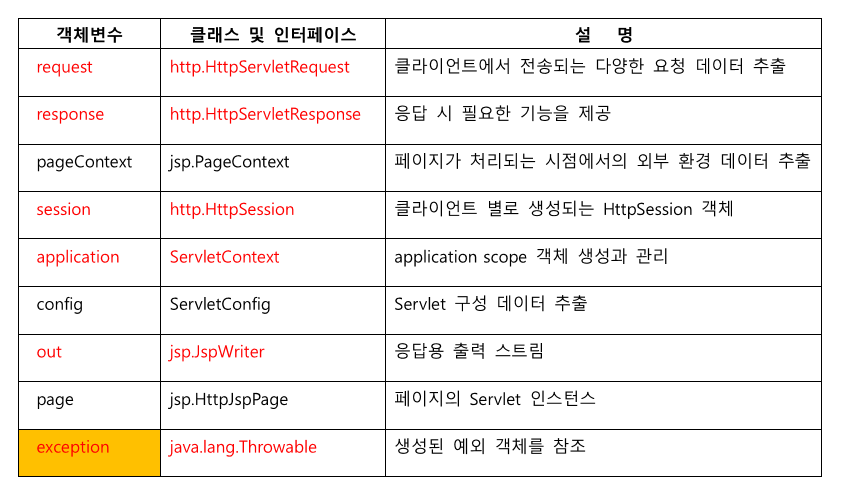 객체변수 클래스 및 인터페이스 설 명
request http.HttpServletRequest 클라이언트에서 전송되는 다양한 요청 데이터 추출
response http.HttpServletResponse 응답 시 필요한 기능을 제공
pageContext jsp.PageContext 페이지가 처리되는 시점에서의 외부 환경 데이터 추출
session http.HttpSession 클라이언트 별로 생성되는 HttpSession 객체
application ServletContext application scope 객체 생성과 관리
config ServletConfig Servlet 구성 데이터 추출
out jsp.JspWriter 응답용 출력 스트림
page jsp.HttpJspPage 페이지의 Servlet 인스턴스
exception java.lang.Throwable 생성된 예외 객체를 참조